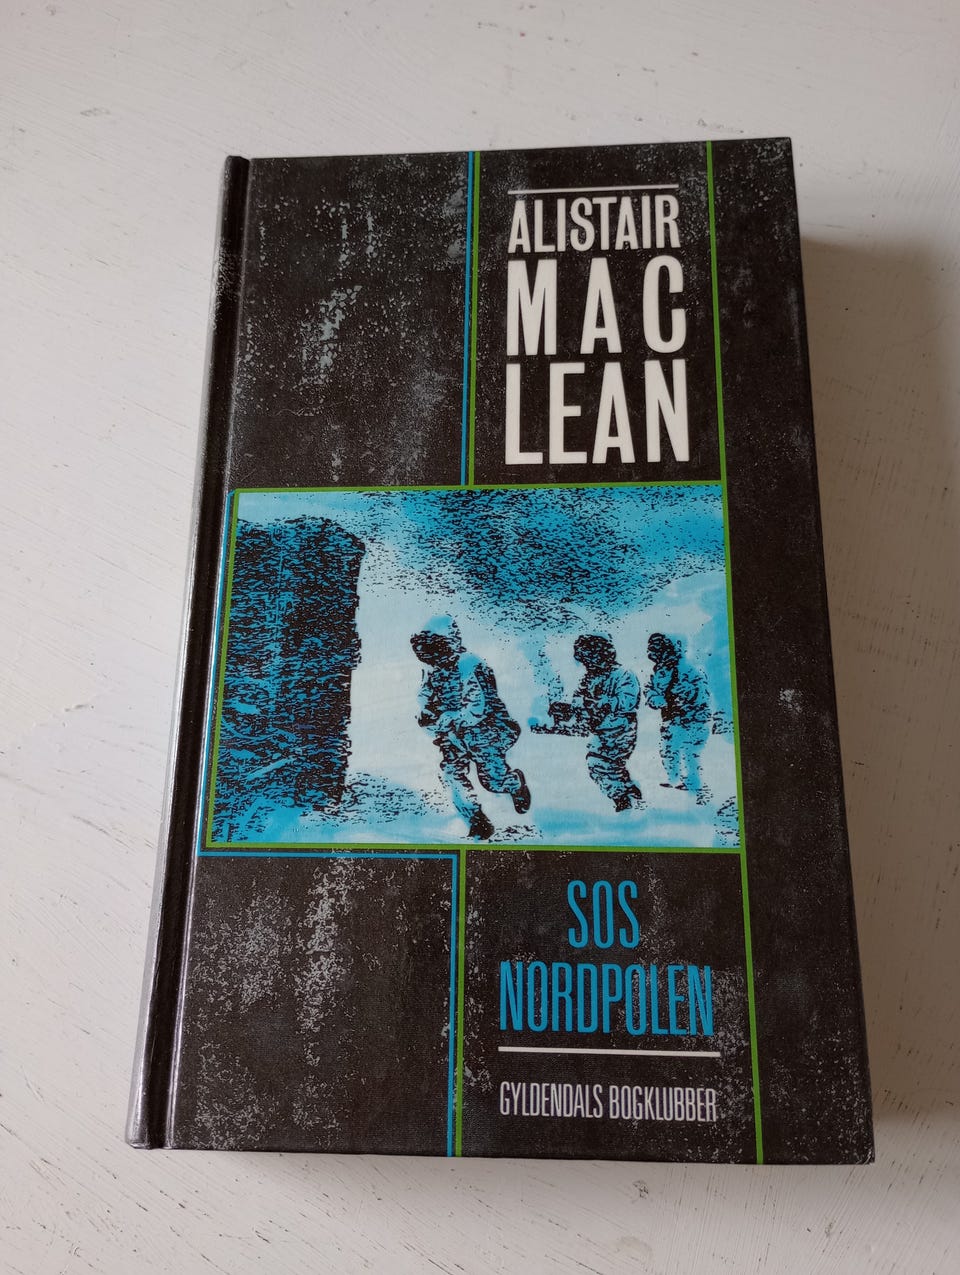 ALISTAIR
MAC
LEAN
SOS
NORDPOLEN
GYLDENDALS BOGKLUBBER